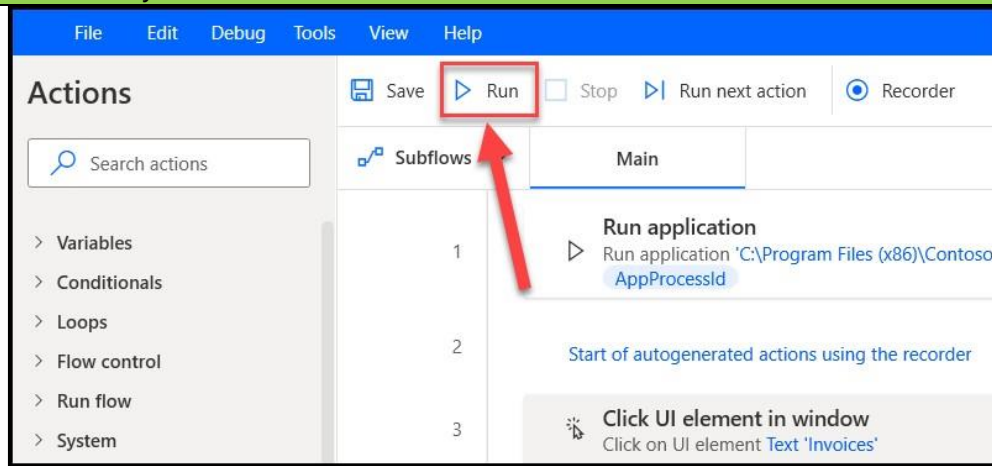 File Edit Debug Tools View Help
Actions
Save Run Stop Run next action Recorder
Search actions
Subflows Main
Variables
Conditionals
Loops
Flow control
Run flow
System
1
Run application
Run application 'C:\Program Files (x86)\Contoso
AppProcessId
2
Start of autogenerated actions using the recorder
3
Click UI element in window
Click on UI element Text 'Invoices'